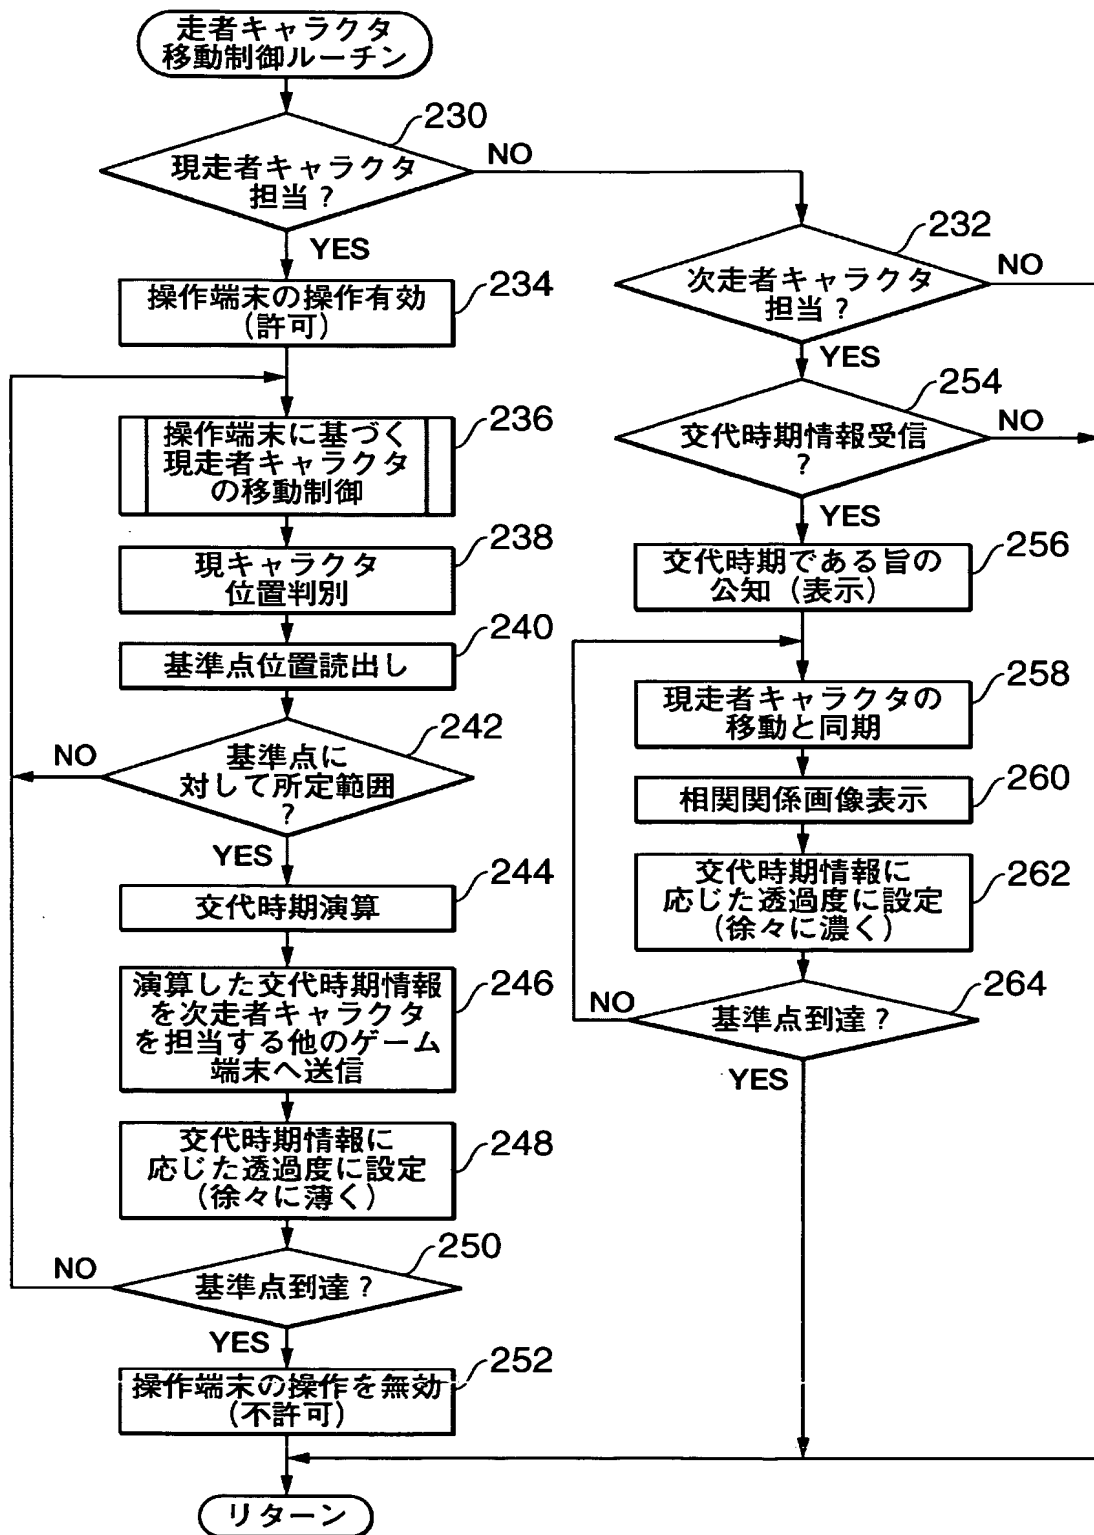 走者キャラクタ
移動制御ルーチン
230
現走者キャラクタ
担当?
NO
YES
232
次走者キャラクタ
担当?
NO
YES
234
操作端末の操作有効
(許可)
236
操作端末に基づく
現走者キャラクタ
の移動制御
238
現キャラクタ
位置判別
240
基準点位置読出し
242
基準点に
対して所定範囲
?
NO
YES
244
交代時期演算
246
演算した交代時期情報
を次走者キャラクタ
を担当する他のゲーム
端末へ送信
248
交代時期情報に
応じた透過度に設定
(徐々に薄く)
250
基準点到達?
NO
YES
252
操作端末の操作を無効
(不許可)
254
交代時期情報受信
?
NO
YES
256
交代時期である旨の
公知(表示)
258
現走者キャラクタの
移動と同期
260
相関関係画像表示
262
交代時期情報に
応じた透過度に設定
(徐々に濃く)
264
基準点到達?
NO
YES
リターン